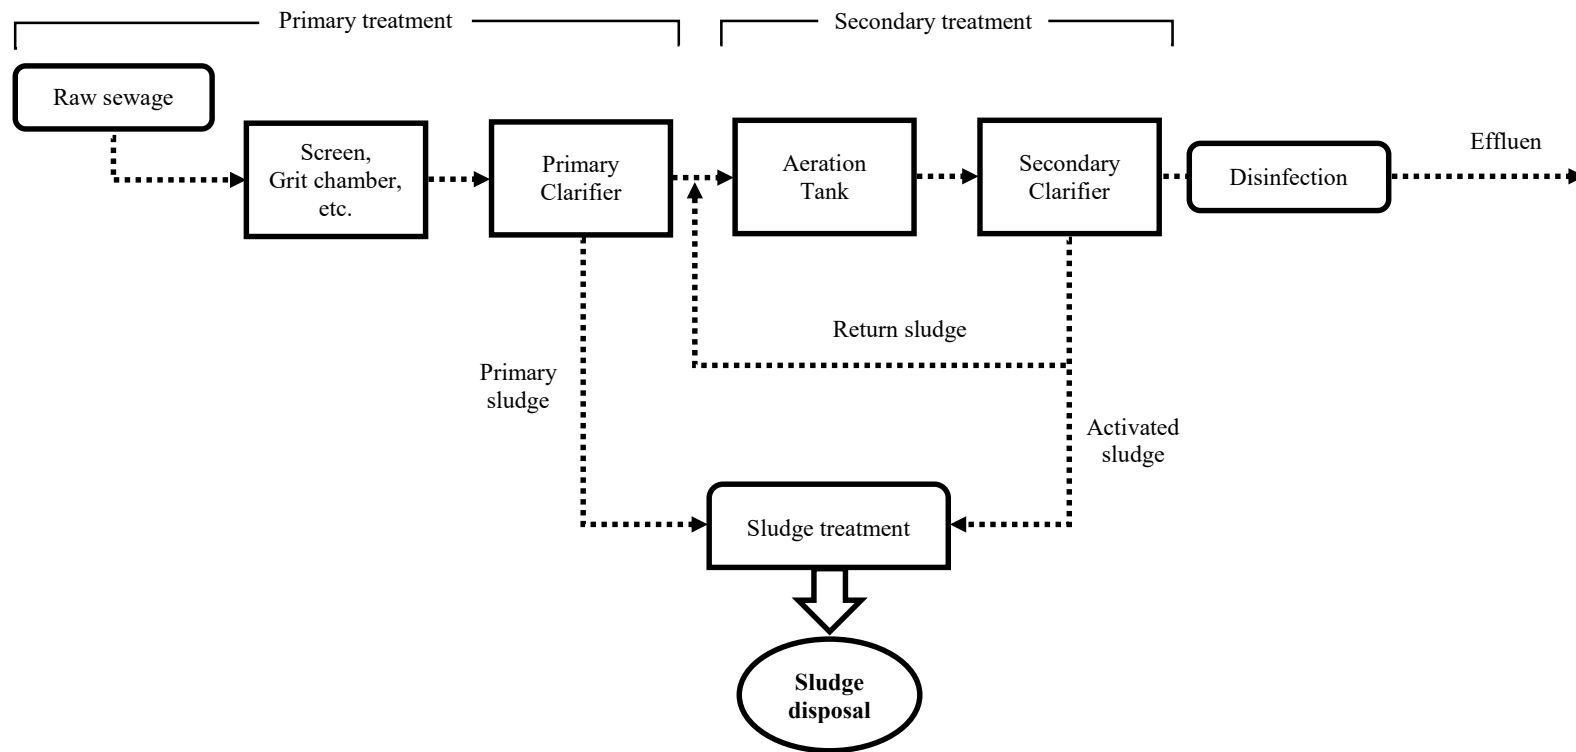 Primary treatment
Secondary treatment
Raw sewage
Screen,
Grit chamber,
etc.
Primary
Clarifier
Aeration
Tank
Secondary
Clarifier
Disinfection
Effluen
Return sludge
Primary
sludge
Activated
sludge
Sludge treatment
Sludge
disposal